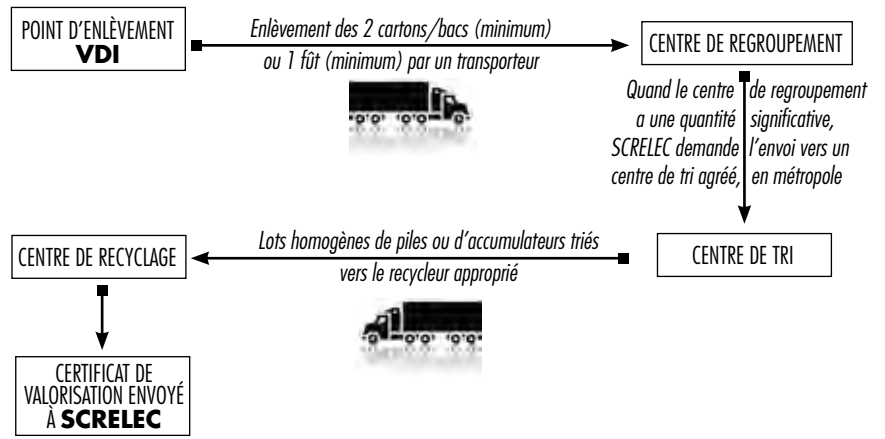 POINT D’ENLÈVEMENT
VDI
Enlèvement des 2 cartons/bacs (minimum)
ou 1 fût (minimum) par un transporteur
CENTRE DE REGROUPEMENT
Quand le centre de regroupement
a une quantité significative,
SCRELEC demande l’envoi vers un
centre de tri agréé, en métropole
CENTRE DE TRI
Lots homogènes de piles ou d’accumulateurs triés
vers le recycleur approprié
CENTRE DE RECYCLAGE
CERTIFICAT DE
VALORISATION ENVOYÉ
À SCRELEC